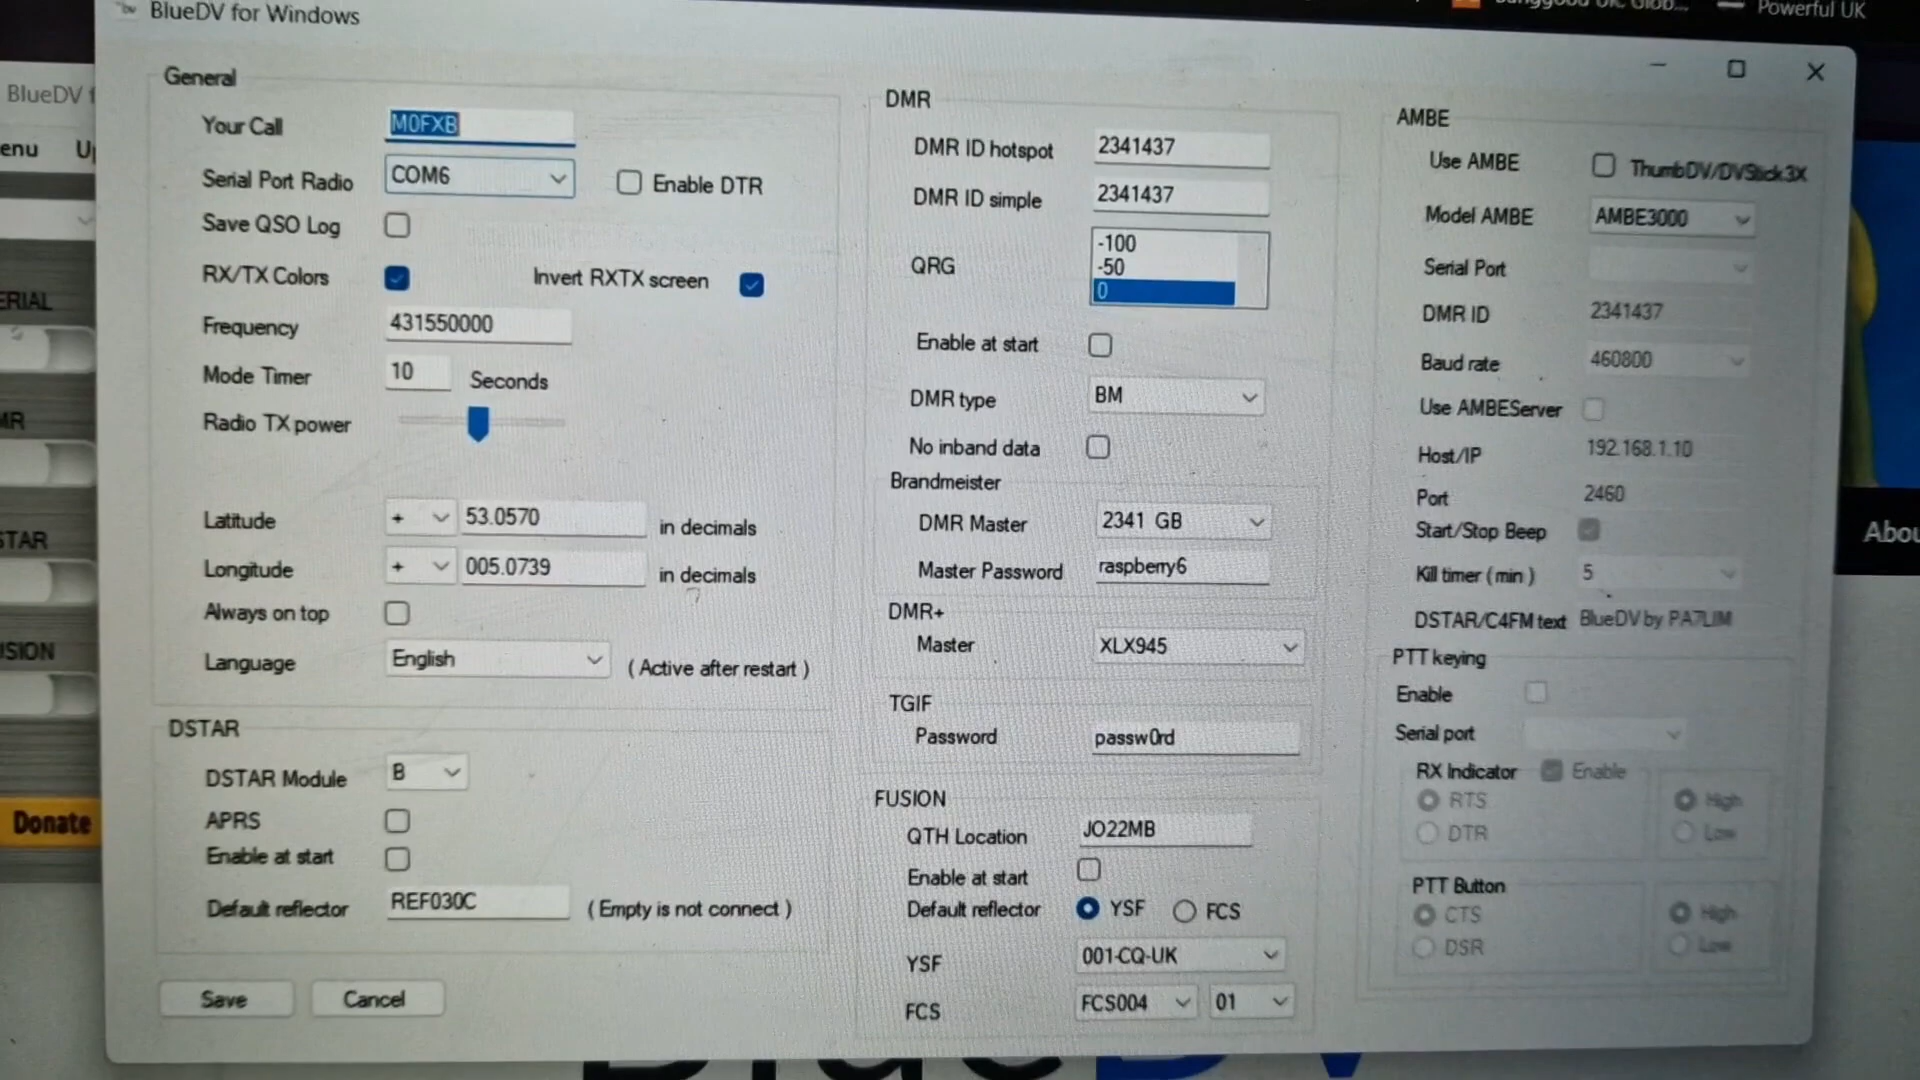 BlueDV for Windows
Powerful UK
BlueDV
General
Your Call M0FXB
Serial Port Radio COM6 Enable DTR
Save QSO Log
RX/TX Colors Invert RXTX screen
Frequency 431550000
Mode Timer 10 Seconds
Radio TX power
Latitude + 53.0570 in decimals
Longitude + 005.0739 in decimals
Always on top
Language English ( Active after restart )
DSTAR
DSTAR Module B
APRS
Enable at start
Default reflector REF030C ( Empty is not connect )
Save Cancel
DMR
DMR ID hotspot 2341437
DMR ID simple 2341437
QRG -100
-50
0
Enable at start
DMR type BM
No inband data
Brandmeister
DMR Master 2341 GB
Master Password raspberry6
DMR+
Master XLX945
TGIF
Password passw0rd
FUSION
QTH Location JO22MB
Enable at start
Default reflector YSF FCS
YSF 001-CQ-UK
FCS FCS004 01
AMBE
Use AMBE ThumbDV/DVStick3X
Model AMBE AMBE3000
Serial Port
DMR ID 2341437
Baud rate 460800
Use AMBEServer
Host/IP 192.168.1.10
Port 2460
Start/Stop Beep
Kill timer ( min ) 5
DSTAR/C4FM text BlueDV by PA7LIM
PTT keying
Enable
Serial port
RX Indicator Enable
RTS High
DTR Low
PTT Button
CTS High
DSR Low
Donate